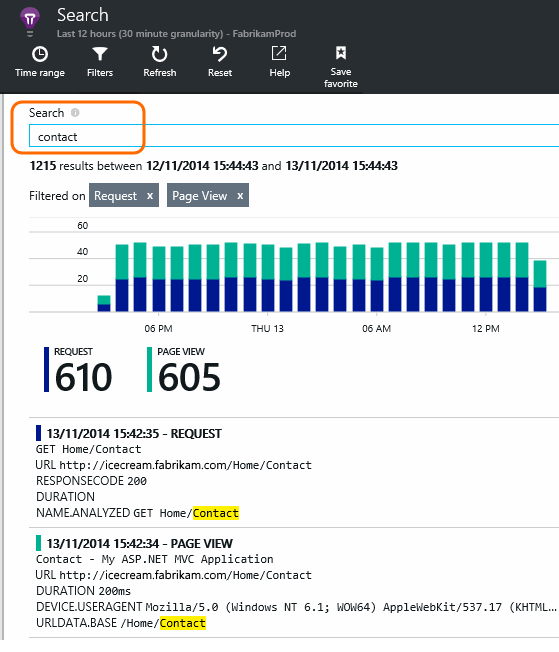 Search
Last 12 hours (30 minute granularity) - FabrikamProd
Time range Filters Refresh Reset Help Save favorite
Search
contact
1215 results between 12/11/2014 15:44:43 and 13/11/2014 15:44:43
Filtered on Request x Page View x
60
40
20
06 PM THU 13 06 AM 12 PM
REQUEST PAGE VIEW
610 605
13/11/2014 15:42:35 - REQUEST
GET Home/Contact
URL http://icecream.fabrikam.com/Home/Contact
RESPONSECODE 200
DURATION
NAME.ANALYZED GET Home/Contact
13/11/2014 15:42:34 - PAGE VIEW
Contact - My ASP.NET MVC Application
URL http://icecream.fabrikam.com/Home/Contact
DURATION 200ms
DEVICE.USERAGENT Mozilla/5.0 (Windows NT 6.1; WOW64) AppleWebKit/537.17 (KHTML...
URLDATA.BASE /Home/Contact